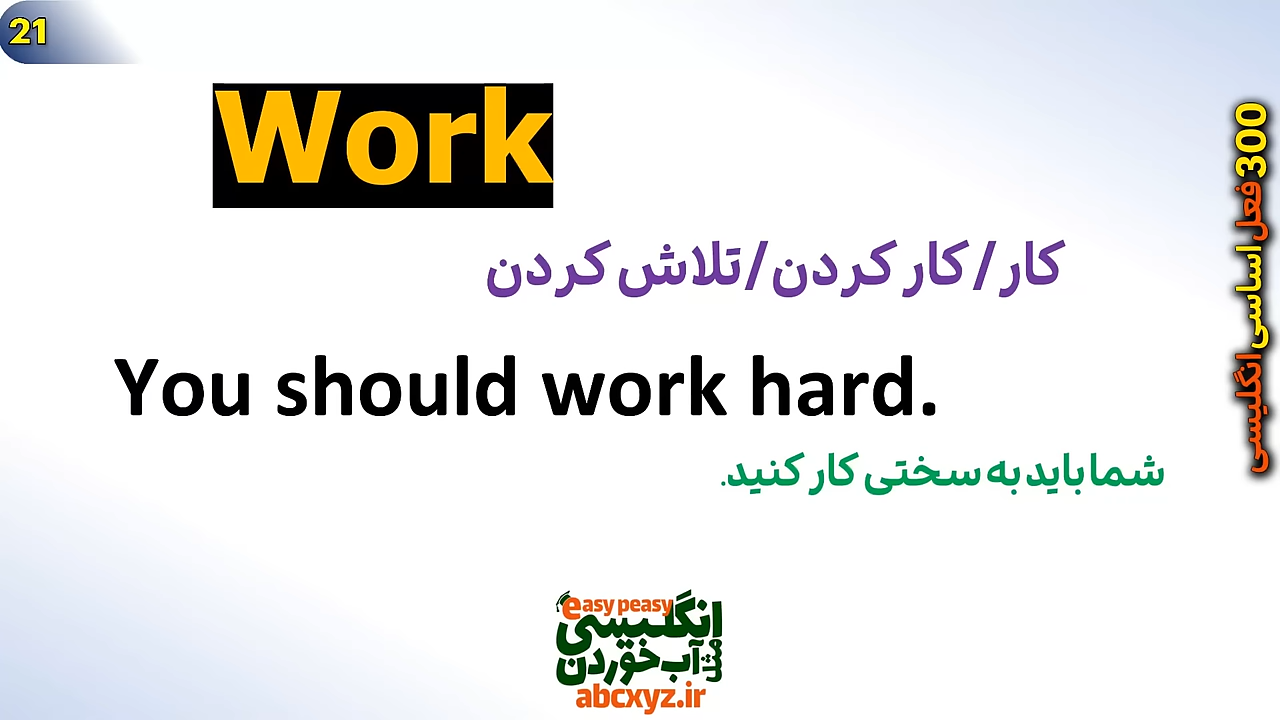 21
Work
کار / کار کردن / تلاش کردن
You should work hard.
شما باید به سختی کار کنید.
300 فعل اساسی انگلیسی
easy peasy
انگلیسی
مثل آب خوردن
abcxyz.ir